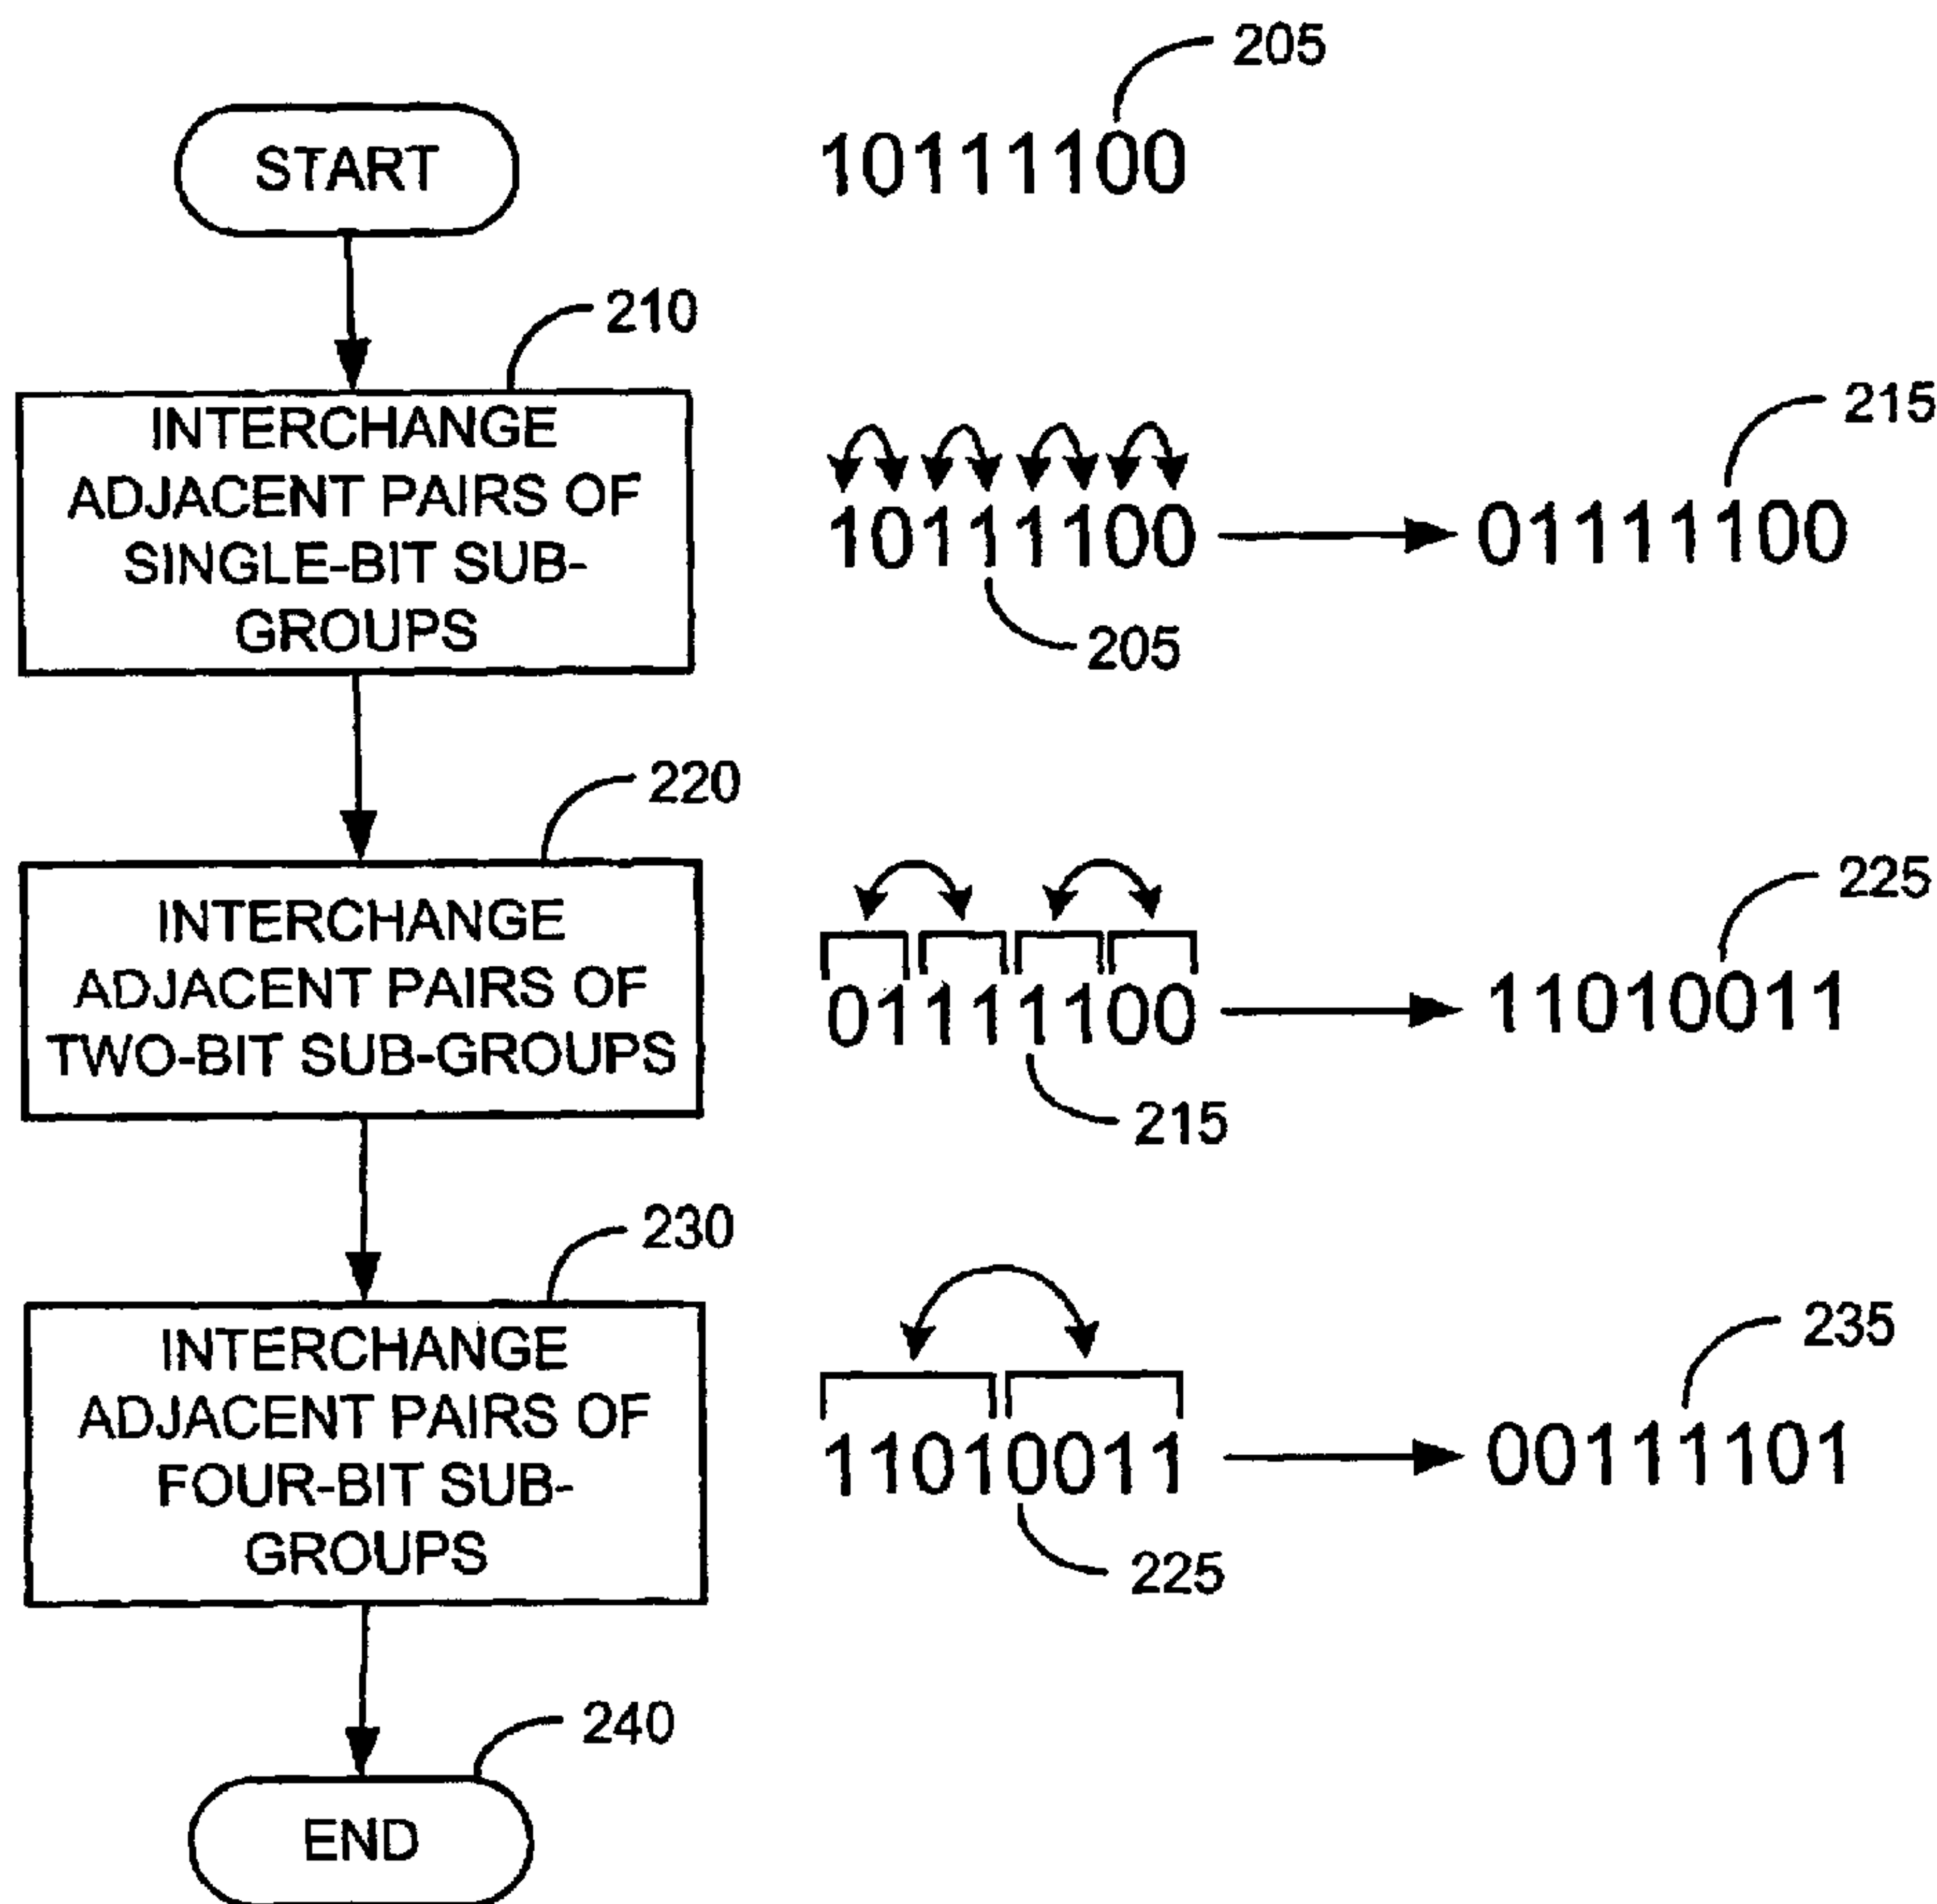 205
START
10111100
210
INTERCHANGE
ADJACENT PAIRS OF
SINGLE-BIT SUB-
GROUPS
215
10111100
01111100
205
220
INTERCHANGE
ADJACENT PAIRS OF
TWO-BIT SUB-GROUPS
225
01111100
11010011
215
230
INTERCHANGE
ADJACENT PAIRS OF
FOUR-BIT SUB-
GROUPS
235
11010011
00111101
225
240
END